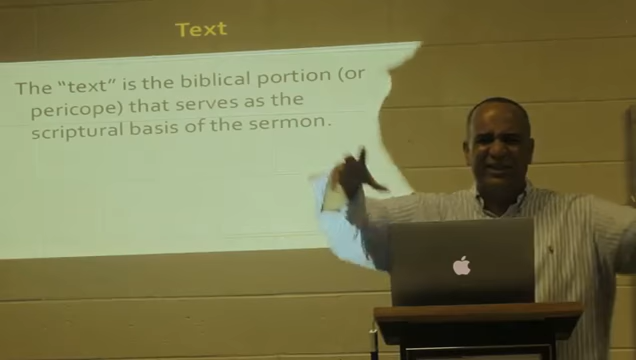 Text
The “text” is the biblical portion (or
pericope) that serves as the
scriptural basis of the sermon.